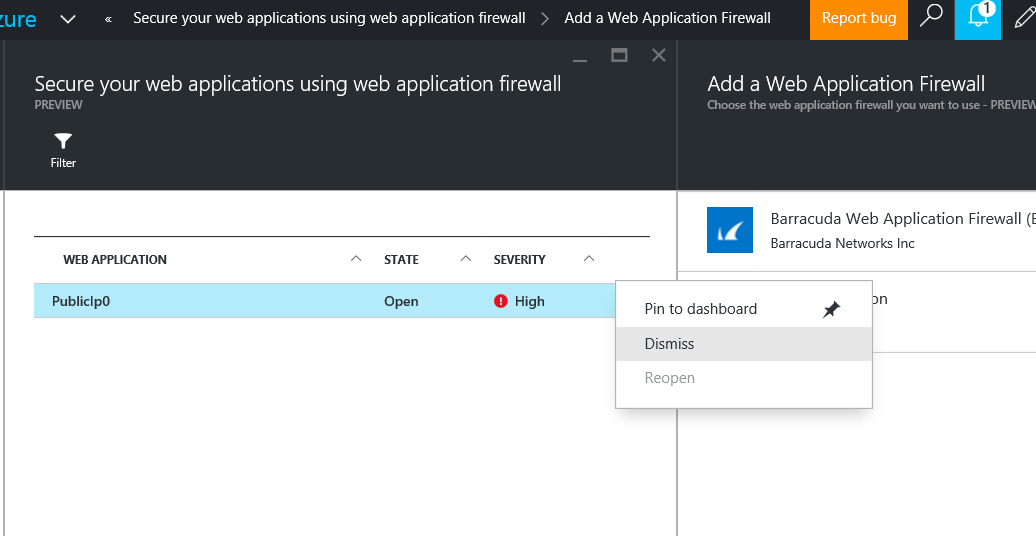 zure « Secure your web applications using web application firewall Add a Web Application Firewall Report bug 1
Secure your web applications using web application firewall
PREVIEW
Filter
WEB APPLICATION STATE SEVERITY
PublicIp0 Open High
Pin to dashboard
Dismiss
Reopen
Add a Web Application Firewall
Choose the web application firewall you want to use - PREVIEW
Barracuda Web Application Firewall (
Barracuda Networks Inc
on